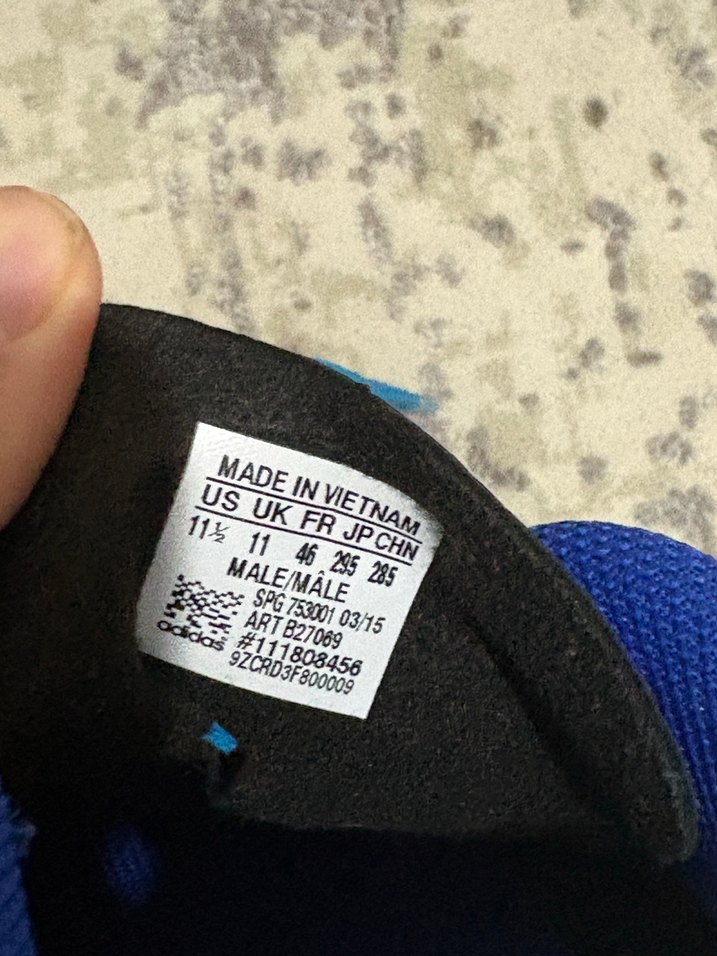 MADE IN VIETNAM
US UK FR JP CHN
11½ 11 46 295 285
MALE/MÂLE
SPG 753001 03/15
ART B27069
#111808456
9ZCRD3F800009
adidas